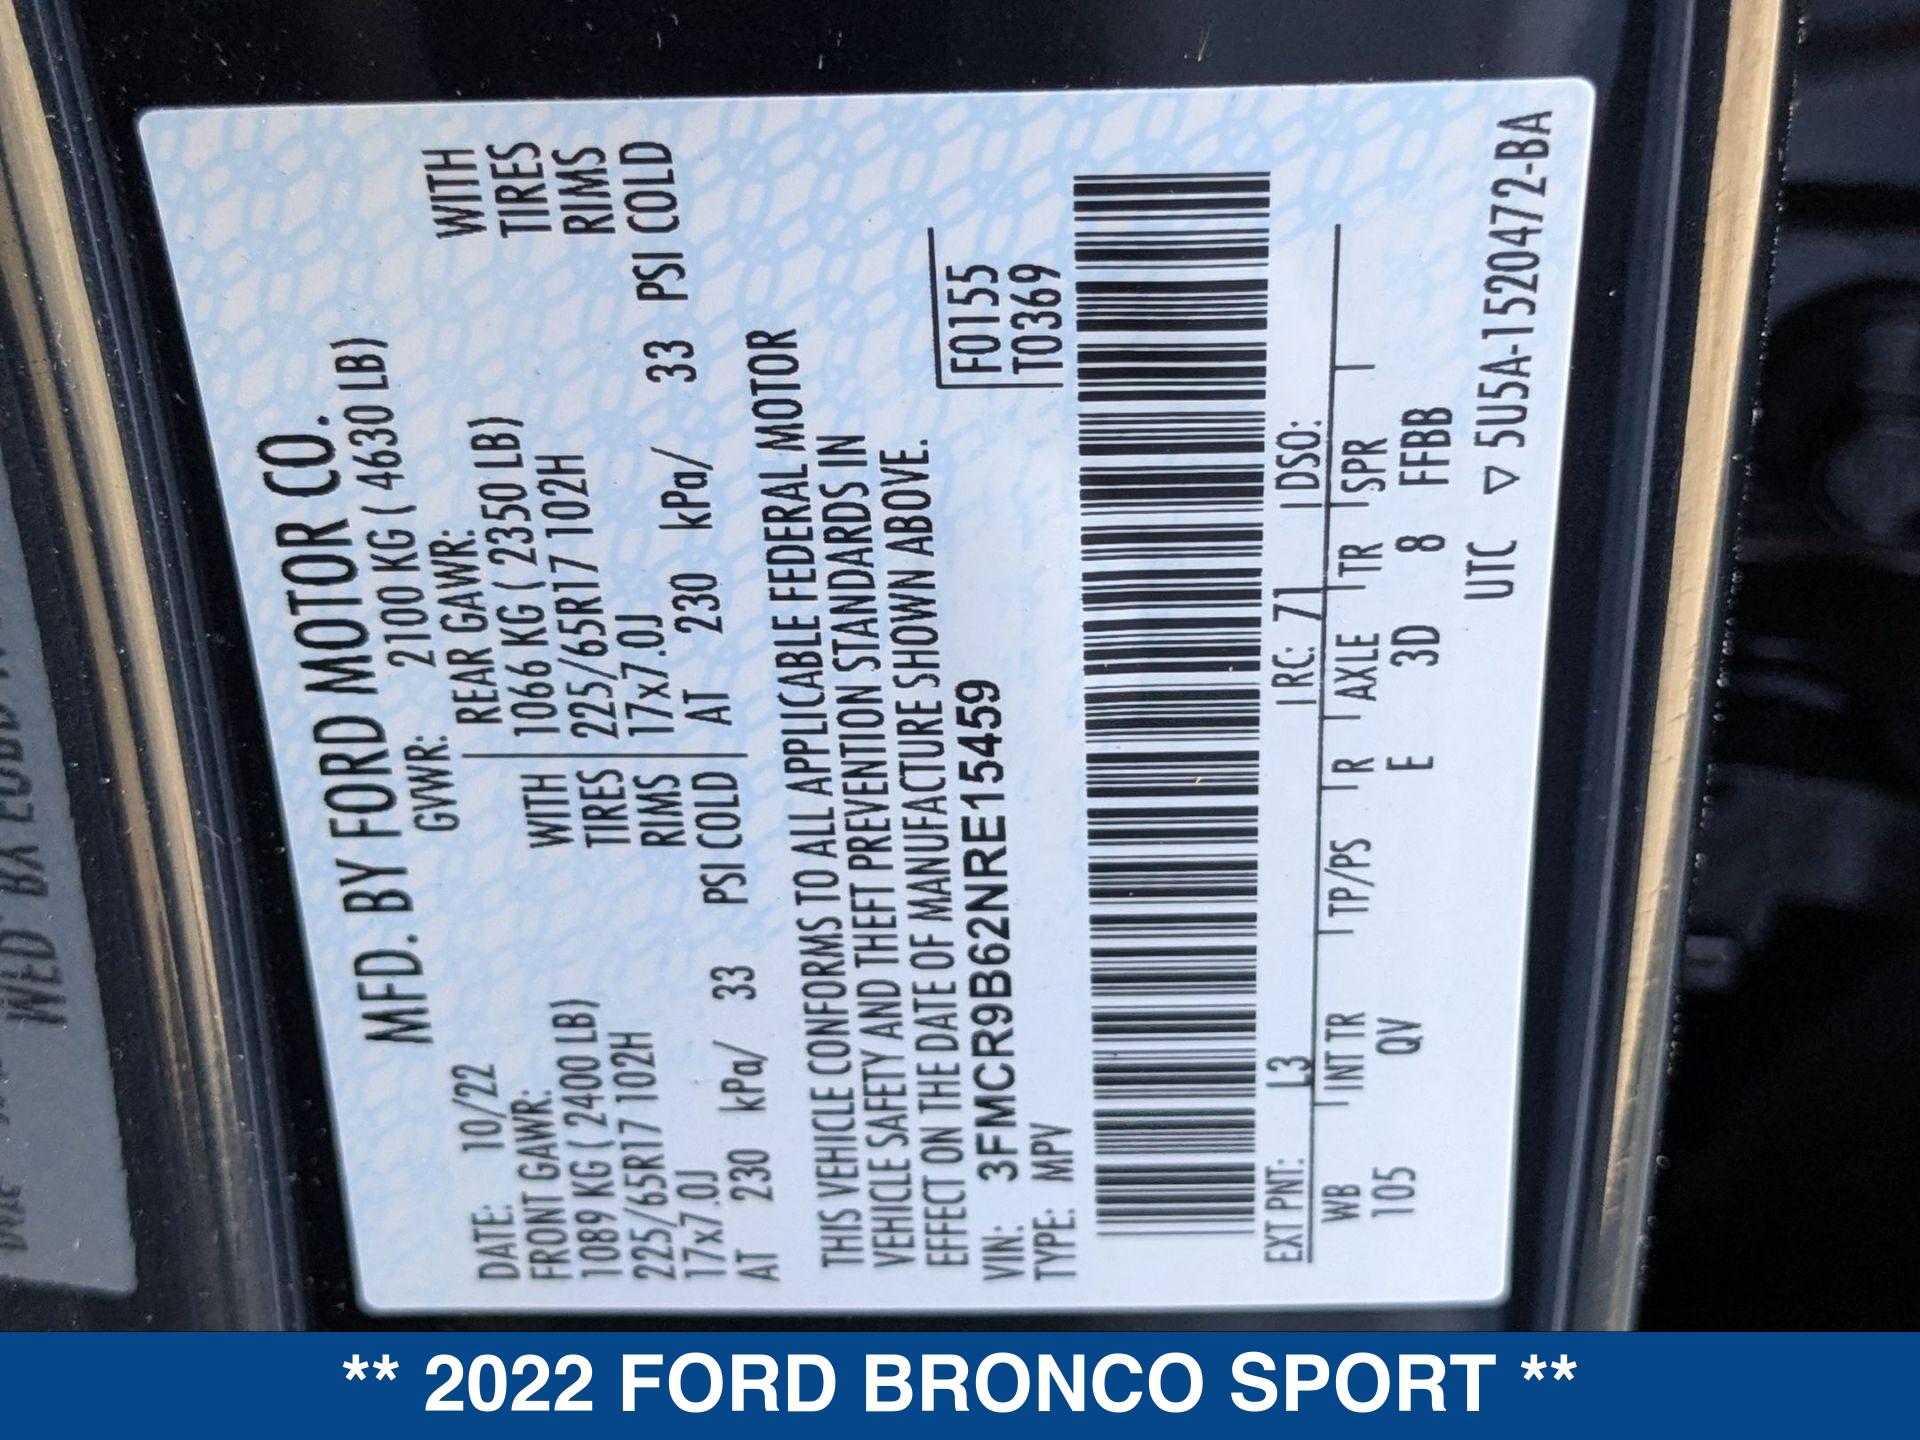 MFD. BY FORD MOTOR CO.
DATE: 10/22 GVWR: 2100 KG ( 4630 LB)
FRONT GAWR: REAR GAWR:
1089 KG ( 2400 LB) WITH 1066 KG ( 2350 LB) WITH
225/65R17 102H TIRES 225/65R17 102H TIRES
17x7.0J RIMS 17x7.0J RIMS
AT 230 kPa/ 33 PSI COLD AT 230 kPa/ 33 PSI COLD
THIS VEHICLE CONFORMS TO ALL APPLICABLE FEDERAL MOTOR
VEHICLE SAFETY AND THEFT PREVENTION STANDARDS IN
EFFECT ON THE DATE OF MANUFACTURE SHOWN ABOVE.
VIN: 3FMCR9B62NRE15459 F0155
TYPE: MPV T0369
EXT PNT: L3 RC: 71 DSO:
WB INT TR TP/PS R AXLE TR SPR
105 QV E 3D 8 FFBB
UTC ▽ 5U5A-1520472-BA
** 2022 FORD BRONCO SPORT **